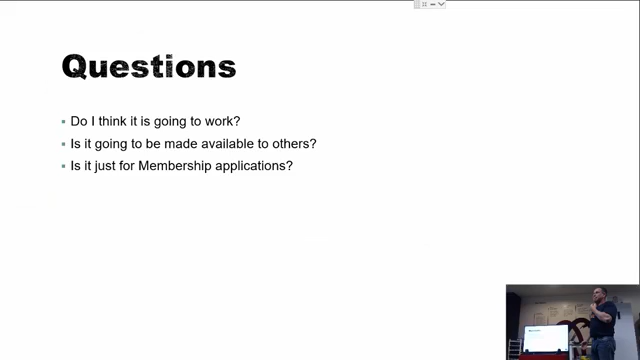 Questions
Do I think it is going to work?
Is it going to be made available to others?
Is it just for Membership applications?